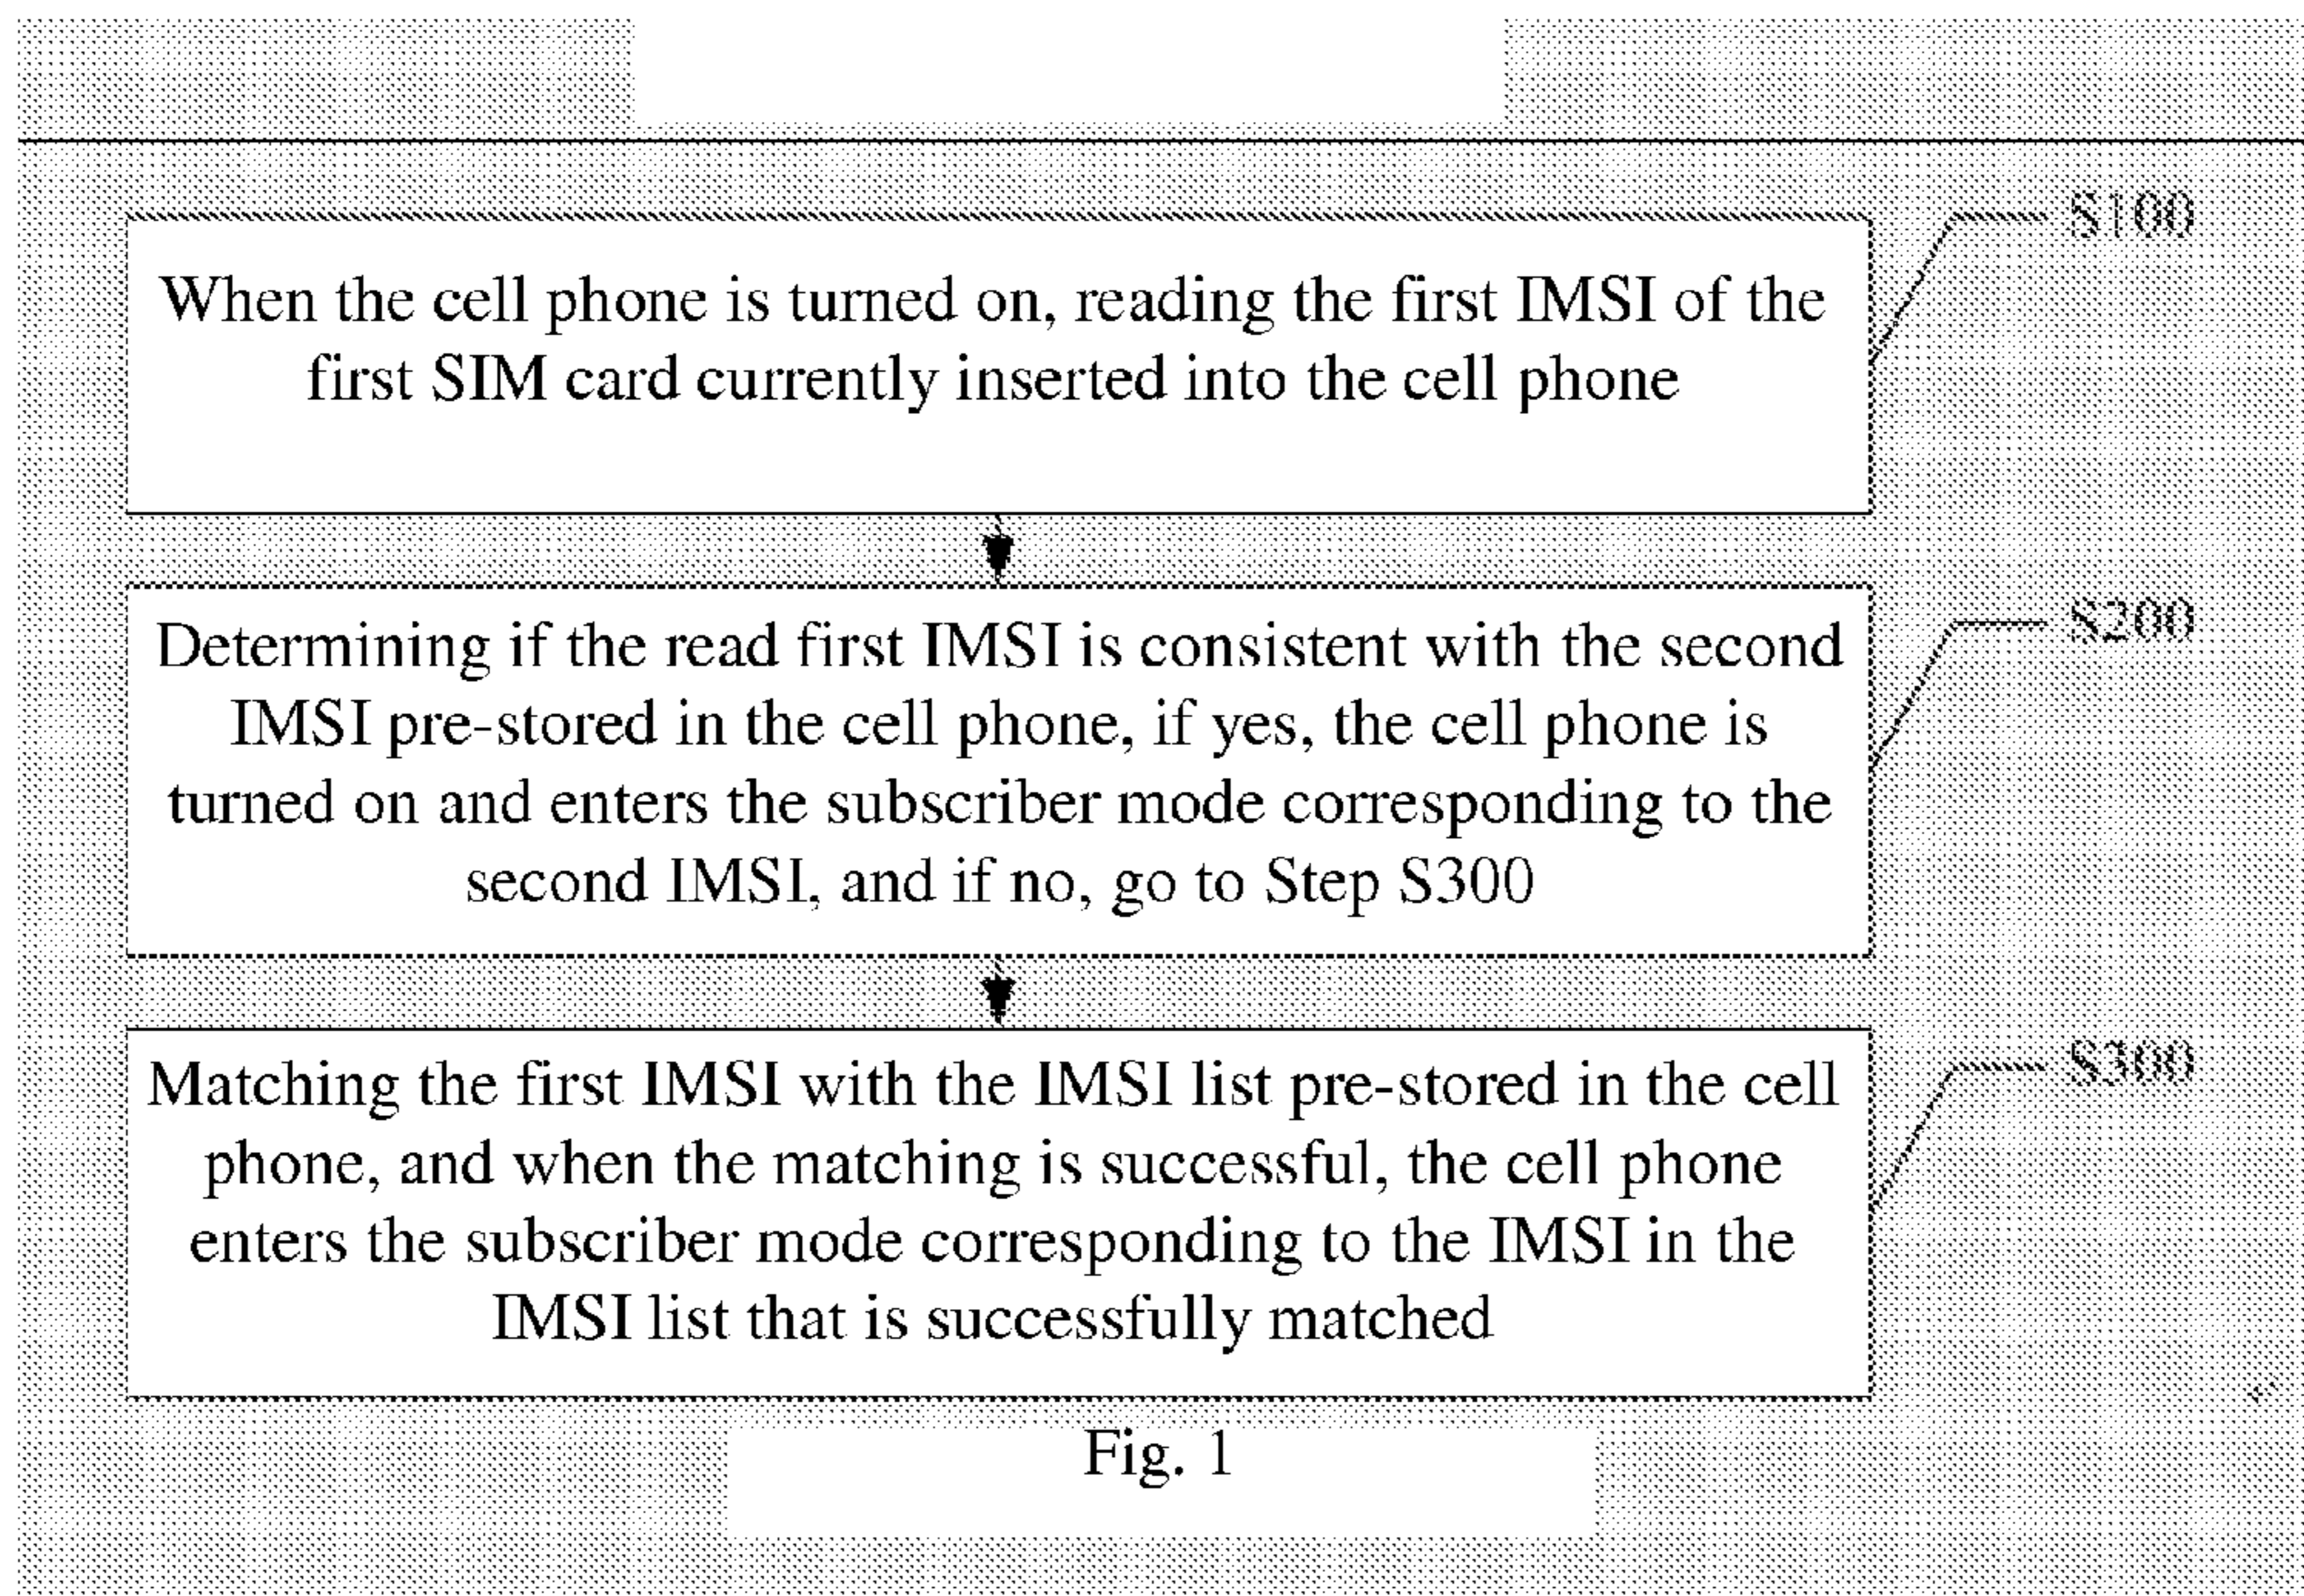 S100
When the cell phone is turned on, reading the first IMSI of the
first SIM card currently inserted into the cell phone
S200
Determining if the read first IMSI is consistent with the second
IMSI pre-stored in the cell phone, if yes, the cell phone is
turned on and enters the subscriber mode corresponding to the
second IMSI, and if no, go to Step S300
S300
Matching the first IMSI with the IMSI list pre-stored in the cell
phone, and when the matching is successful, the cell phone
enters the subscriber mode corresponding to the IMSI in the
IMSI list that is successfully matched
Fig. 1